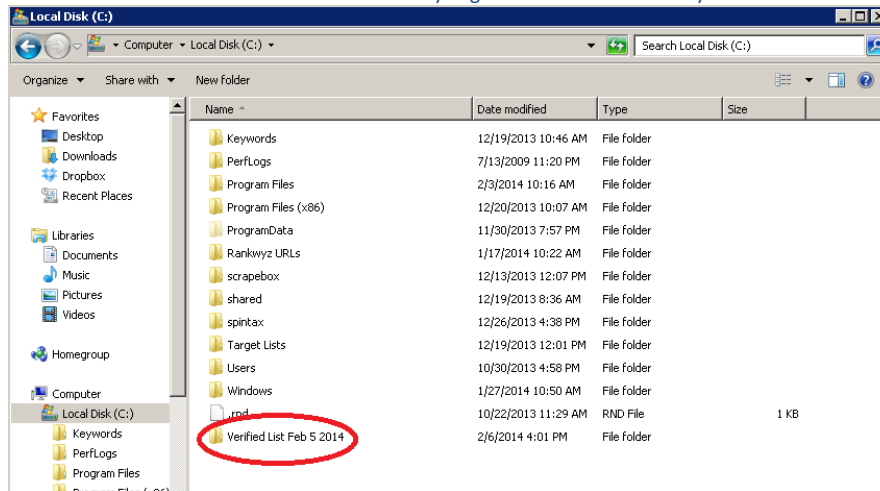 Local Disk (C:)
Computer Local Disk (C:) Search Local Disk (C:)
Organize Share with New folder
Name Date modified Type Size
Favorites
Desktop
Downloads
Dropbox
Recent Places
Libraries
Documents
Music
Pictures
Videos
Homegroup
Computer
Local Disk (C:)
Keywords
PerfLogs
Program Files
Keywords 12/19/2013 10:46 AM File folder
PerfLogs 7/13/2009 11:20 PM File folder
Program Files 2/3/2014 10:16 AM File folder
Program Files (x86) 12/20/2013 10:07 AM File folder
ProgramData 11/30/2013 7:57 PM File folder
Rankwyz URLs 1/17/2014 10:22 AM File folder
scrapebox 12/13/2013 12:07 PM File folder
shared 12/19/2013 8:36 AM File folder
spintax 12/26/2013 4:38 PM File folder
Target Lists 12/19/2013 12:01 PM File folder
Users 10/30/2013 4:58 PM File folder
Windows 1/27/2014 10:50 AM File folder
.rnd 10/22/2013 11:29 AM RND File 1 KB
Verified List Feb 5 2014 2/6/2014 4:01 PM File folder